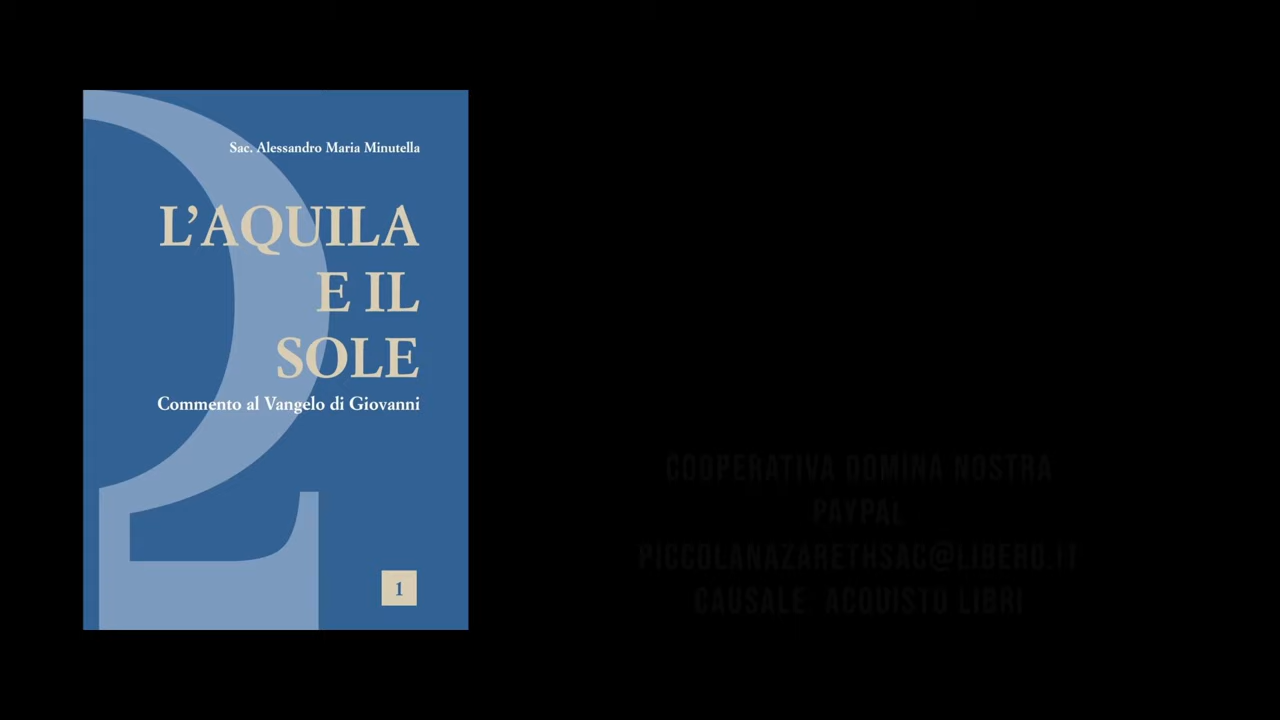 Sac. Alessandro Maria Minutella
L’AQUILA
E IL
SOLE
Commento al Vangelo di Giovanni
1
COOPERATIVA DOMINA NOSTRA
PAYPAL
PICCOLANAZARETHSAC@LIBERO.IT
CAUSALE ACQUISTO LIBRI